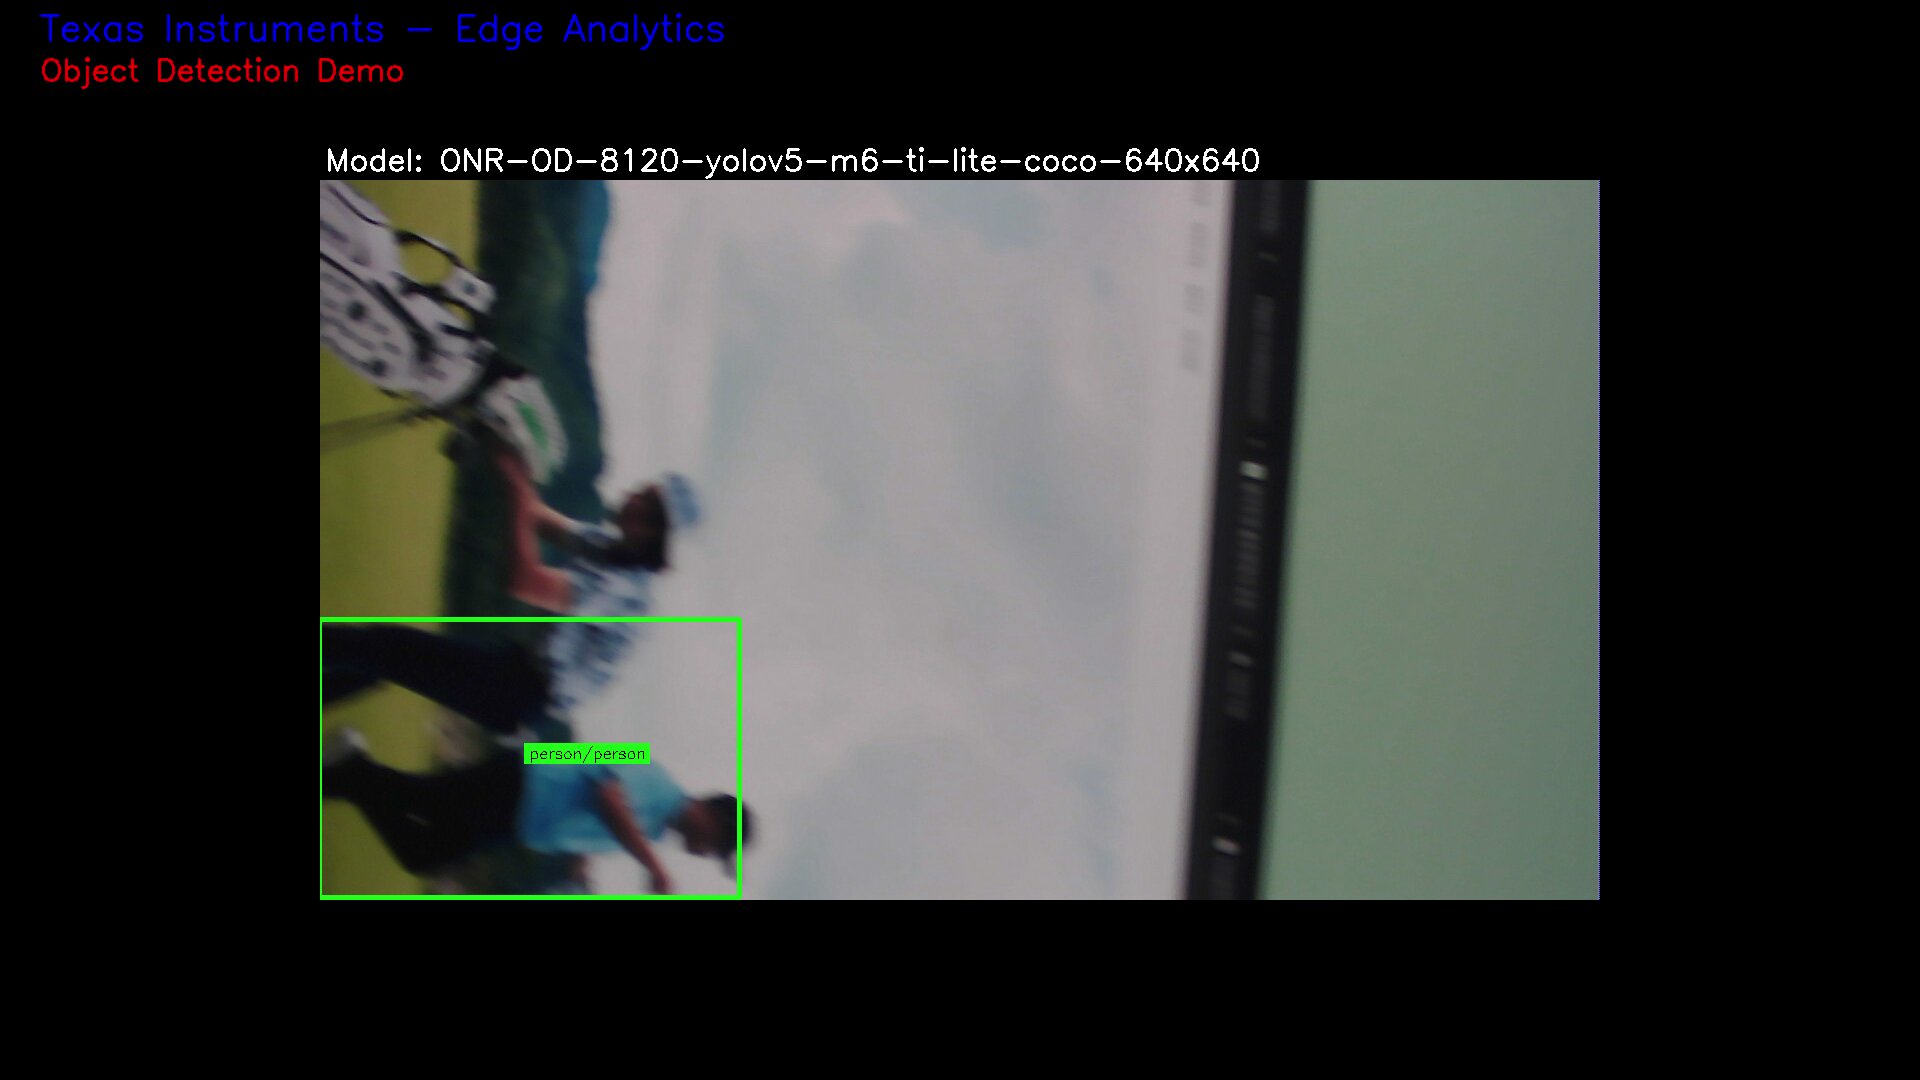 Texas Instruments - Edge Analytics
Object Detection Demo
Model: ONR-OD-8120-yolov5-m6-ti-lite-coco-640x640
person/person